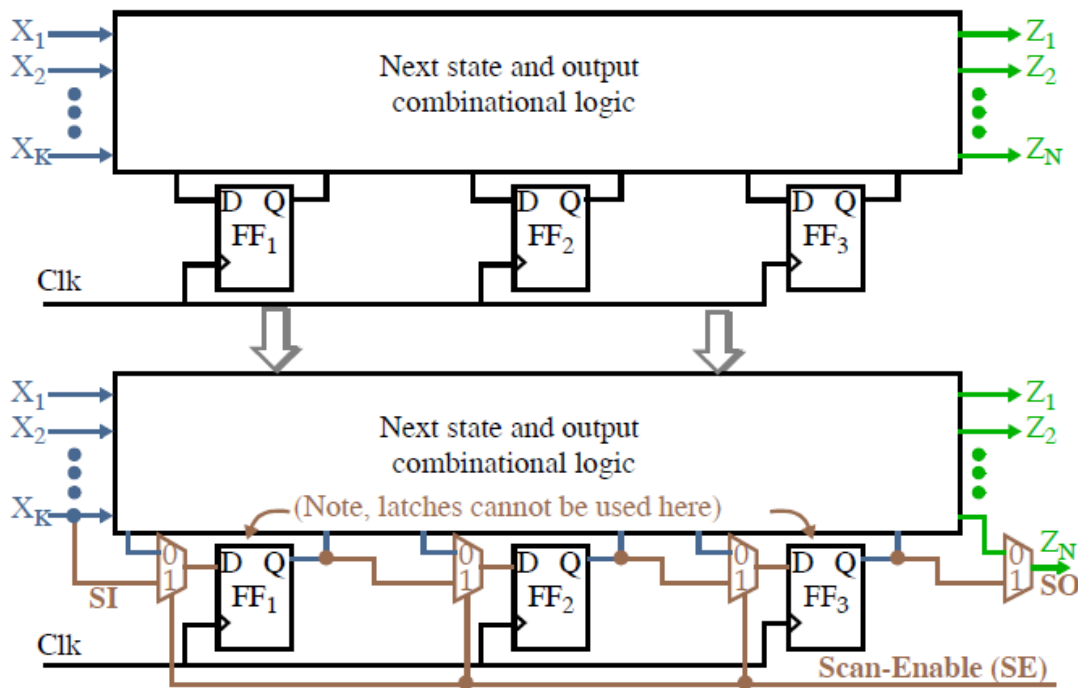 X1
Z1
X2
Next state and output
Z2
combinational logic
XK
ZN
D Q
D Q
D Q
FF1
FF2
FF3
Clk
X1
Z1
X2
Next state and output
Z2
combinational logic
XK
(Note, latches cannot be used here)
0
D Q
0
D Q
0
D Q
0
ZN
1
1
1
1
SI
FF1
FF2
FF3
SO
Clk
Scan-Enable (SE)